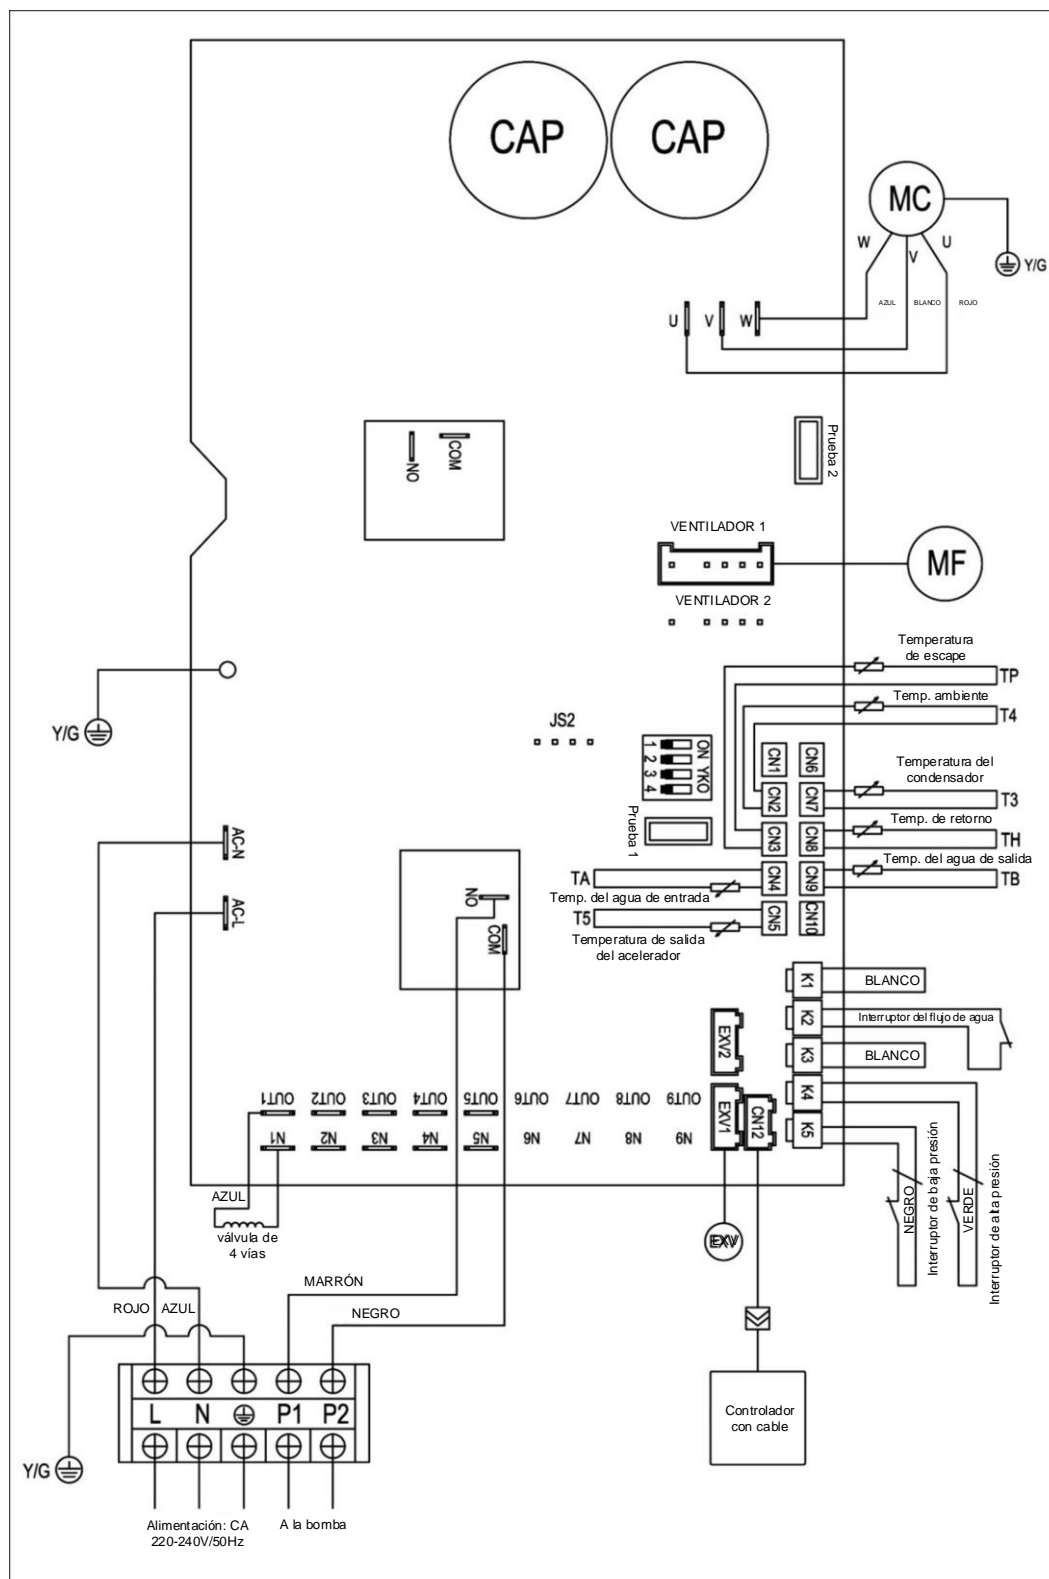 CAP
CAP
MC
W
V
U
Y/G
AZUL
BLANCO
ROJO
U
V
W
COM
NO
Prueba 2
VENTILADOR 1
MF
VENTILADOR 2
Temperatura
de escape
TP
Temp. ambiente
T4
Y/G
JS2
1
2
3
4
ON YKO
CN1
CN6
Temperatura del
condensador
CN2
CN7
T3
Prueba 1
Temp. de retorno
CN3
CN8
TH
Temp. del agua de salida
AC-N
AC-L
TA
CN4
CN9
TB
Temp. del agua de entrada
NO
COM
T5
CN5
CN10
Temperatura de salida
del acelerador
K1
BLANCO
K2
Interruptor del flujo de agua
K3
BLANCO
EXV2
K4
K5
EXV1
CN12
OUT1
OUT2
OUT3
OUT4
OUT5
OUT6
OUT7
OUT8
OUT9
N1
N2
N3
N4
N5
N6
N7
N8
N9
NEGRO
Interruptor de baja presión
VERDE
Interruptor de alta presión
AZUL
válvula de
4 vías
EXV
MARRÓN
ROJO
AZUL
NEGRO
L
N
P1
P2
Controlador
con cable
Y/G
Alimentación: CA
220-240V/50Hz
A la bomba